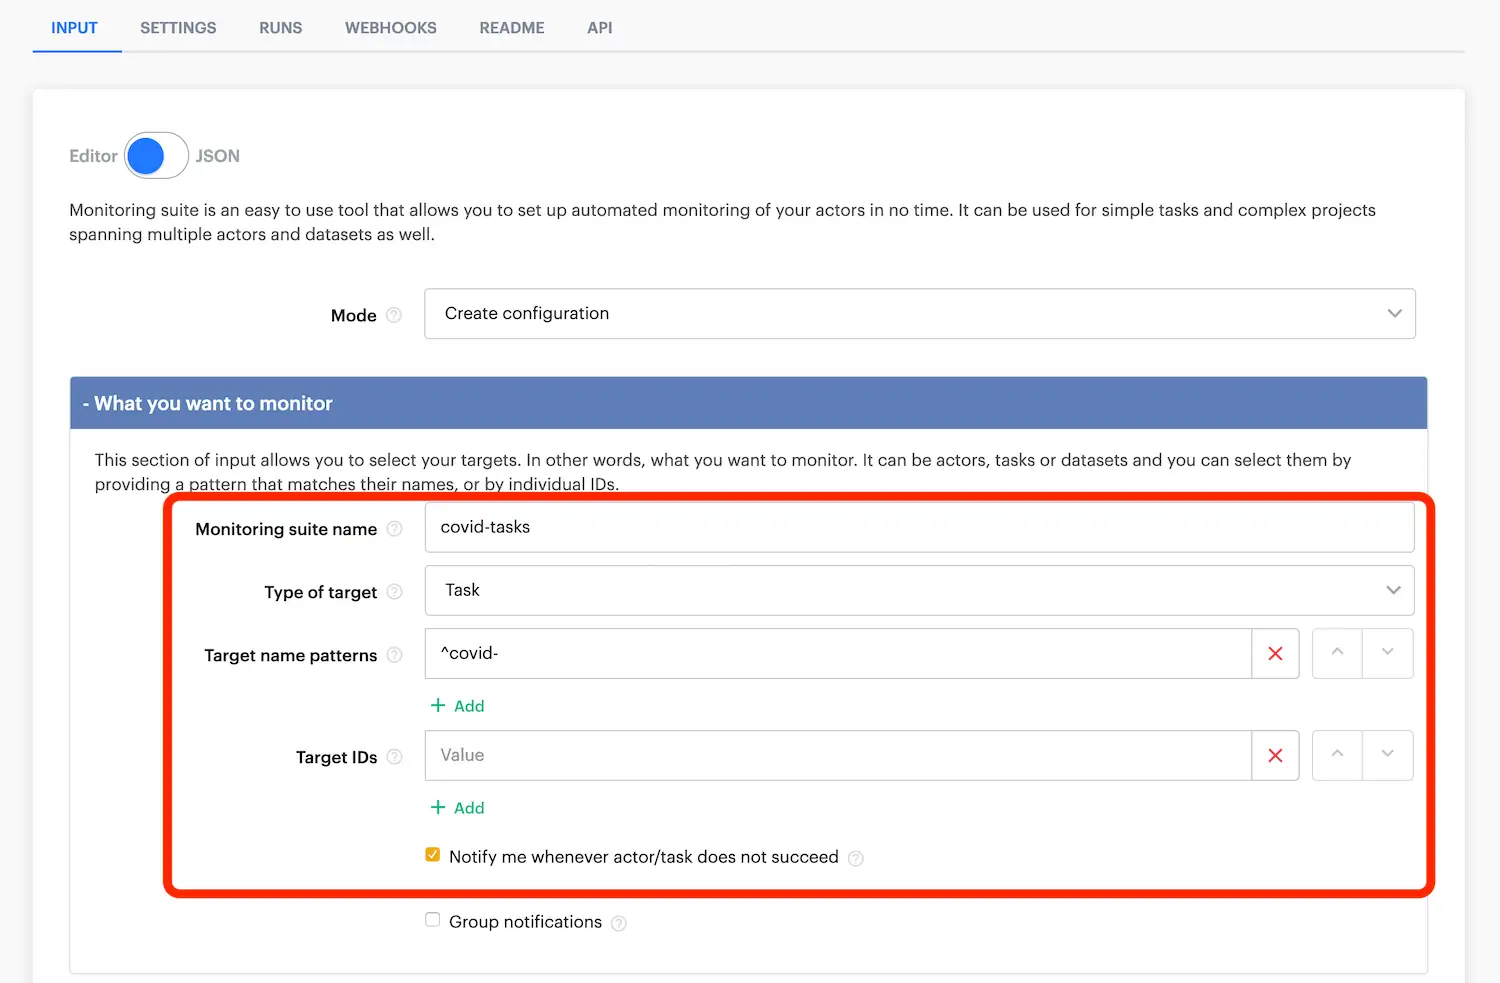 INPUT SETTINGS RUNS WEBHOOKS README API
Editor JSON
Monitoring suite is an easy to use tool that allows you to set up automated monitoring of your actors in no time. It can be used for simple tasks and complex projects
spanning multiple actors and datasets as well.
Mode ? Create configuration
- What you want to monitor
This section of input allows you to select your targets. In other words, what you want to monitor. It can be actors, tasks or datasets and you can select them by
providing a pattern that matches their names, or by individual IDs.
Monitoring suite name ? covid-tasks
Type of target ? Task
Target name patterns ? ^covid-
+ Add
Target IDs ? Value
+ Add
Notify me whenever actor/task does not succeed ?
Group notifications ?